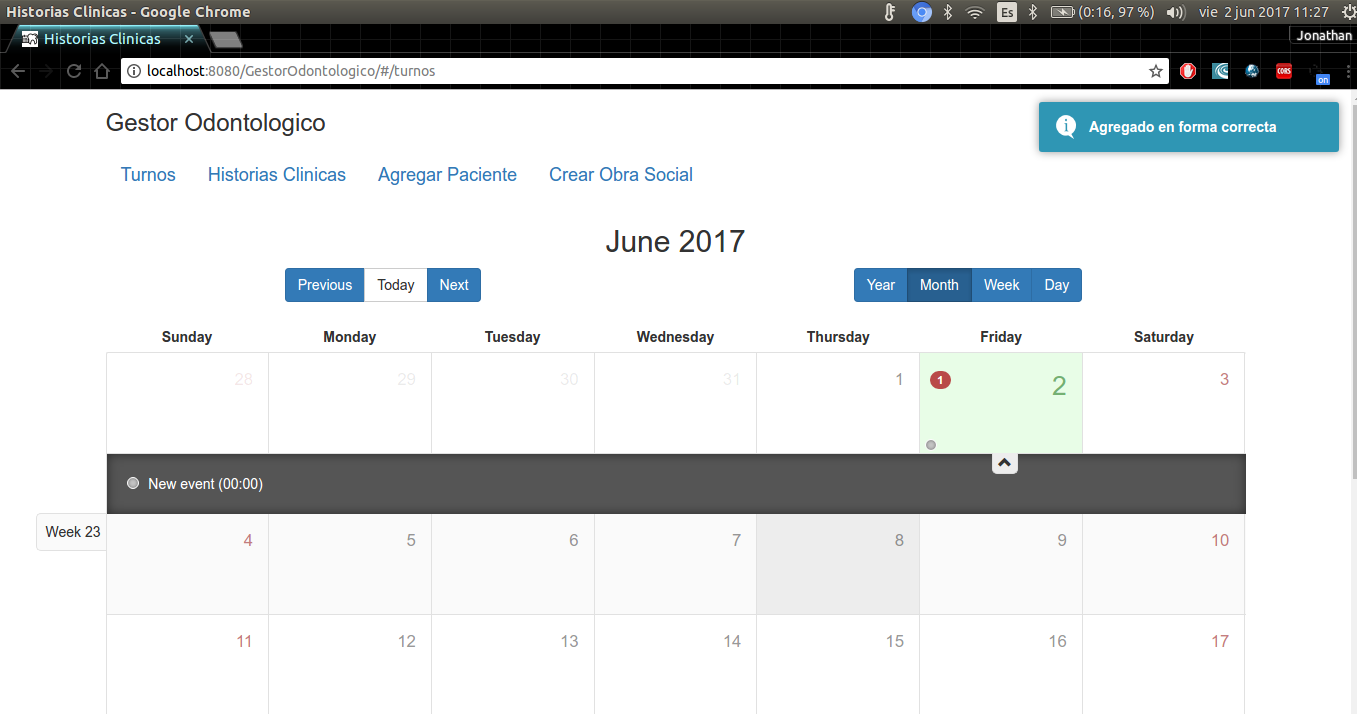 Historias Clinicas - Google Chrome
Es (0:16, 97 %) vie 2 jun 2017 11:27
Historias Clinicas Jonathan
localhost:8080/GestorOdontologico/#/turnos CORS on
Gestor Odontologico
Agregado en forma correcta
Turnos Historias Clinicas Agregar Paciente Crear Obra Social
June 2017
Previous Today Next Year Month Week Day
Sunday Monday Tuesday Wednesday Thursday Friday Saturday
28 29 30 31 1 1 2 3
New event (00:00)
Week 23
4 5 6 7 8 9 10
11 12 13 14 15 16 17